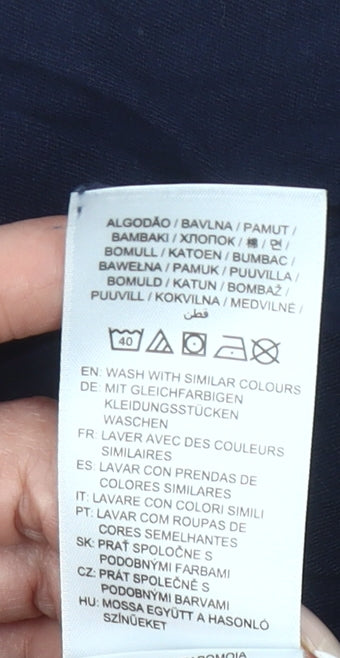 ALGODÃO / BAVLNA / PAMUT /
BAMBAKI / ХЛОПОК / 棉 / 면 /
BOMULL / KATOEN / BUMBAC /
BAWEŁNA / PAMUK / PUUVILLA /
BOMULD / KATUN / BOMBAŽ /
PUUVILL / KOKVILNA / MEDVILNĖ /
قطن
40
EN: WASH WITH SIMILAR COLOURS
DE: MIT GLEICHFARBIGEN
KLEIDUNGSSTÜCKEN
WASCHEN
FR: LAVER AVEC DES COULEURS
SIMILAIRES
ES: LAVAR CON PRENDAS DE
COLORES SIMILARES
IT: LAVARE CON COLORI SIMILI
PT: LAVAR COM ROUPAS DE
CORES SEMELHANTES
SK: PRAŤ SPOLOČNE S
PODOBNÝMI FARBAMI
CZ: PRÁT SPOLEČNĚ S
PODOBNÝMI BARVAMI
HU: MOSSA EGYÜTT A HASONLÓ
SZÍNŰEKET